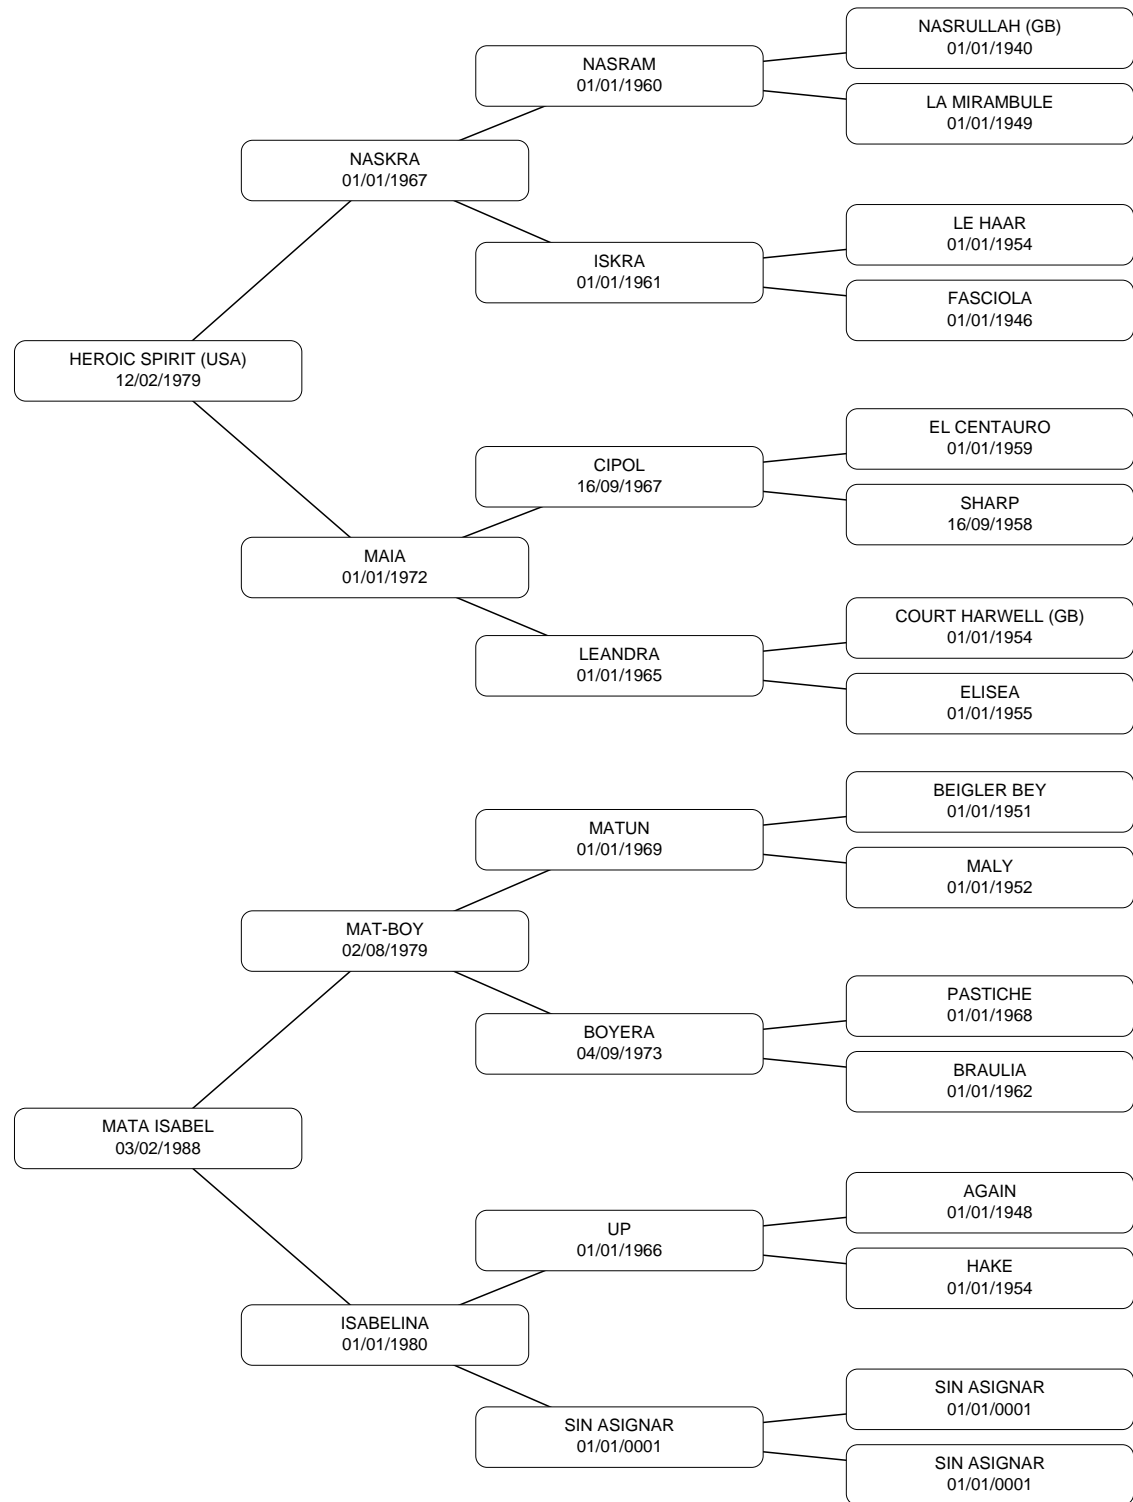 NASRULLAH (GB)
01/01/1940
NASRAM
01/01/1960
LA MIRAMBULE
01/01/1949
NASKRA
01/01/1967
LE HAAR
01/01/1954
ISKRA
01/01/1961
FASCIOLA
01/01/1946
HEROIC SPIRIT (USA)
12/02/1979
EL CENTAURO
01/01/1959
CIPOL
16/09/1967
SHARP
16/09/1958
MAIA
01/01/1972
COURT HARWELL (GB)
01/01/1954
LEANDRA
01/01/1965
ELISEA
01/01/1955
BEIGLER BEY
01/01/1951
MATUN
01/01/1969
MALY
01/01/1952
MAT-BOY
02/08/1979
PASTICHE
01/01/1968
BOYERA
04/09/1973
BRAULIA
01/01/1962
MATA ISABEL
03/02/1988
AGAIN
01/01/1948
UP
01/01/1966
HAKE
01/01/1954
ISABELINA
01/01/1980
SIN ASIGNAR
01/01/0001
SIN ASIGNAR
01/01/0001
SIN ASIGNAR
01/01/0001